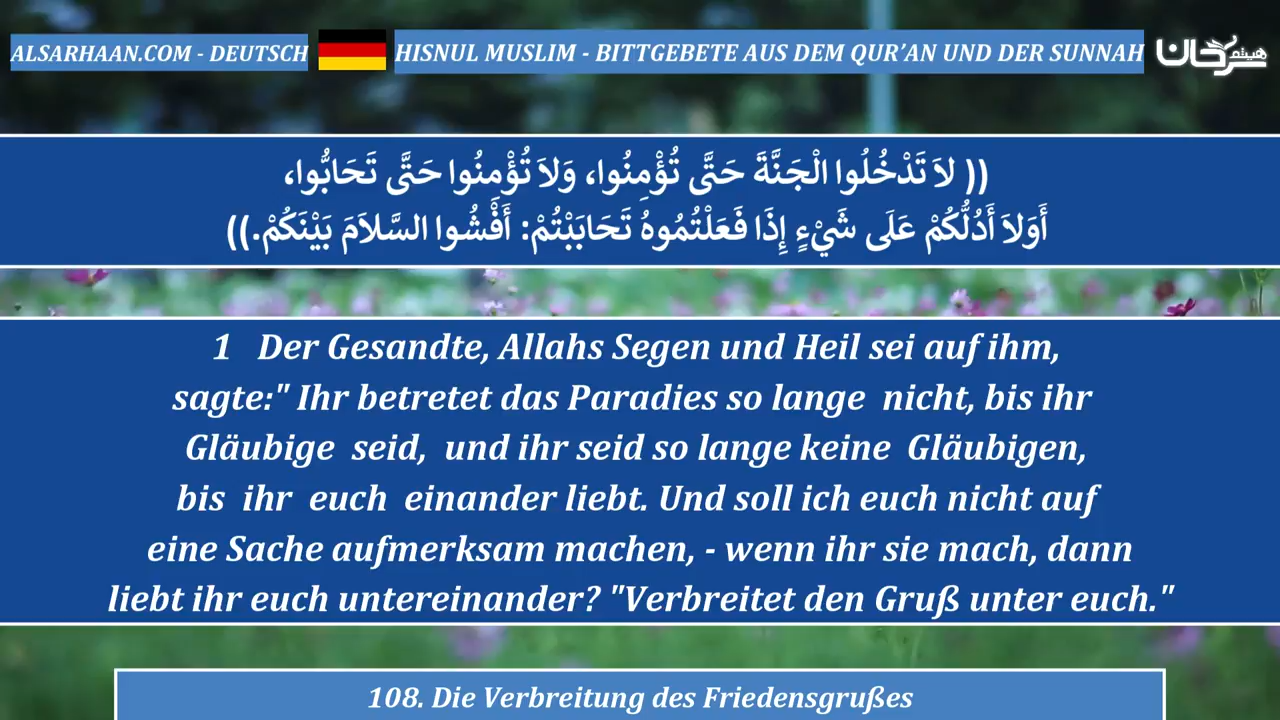 ALSARHAAN.COM - DEUTSCH
HISNUL MUSLIM - BITTGEBETE AUS DEM QUR’AN UND DER SUNNAH
هيثم سرحان
(( لاَ تَدْخُلُوا الْجَنَّةَ حَتَّى تُؤْمِنُوا، وَلاَ تُؤْمِنُوا حَتَّى تَحَابُّوا،
أَوَلاَ أَدُلُّكُمْ عَلَى شَيْءٍ إِذَا فَعَلْتُمُوهُ تَحَابَبْتُمْ: أَفْشُوا السَّلاَمَ بَيْنَكُمْ.))
1 Der Gesandte, Allahs Segen und Heil sei auf ihm,
sagte:" Ihr betretet das Paradies so lange nicht, bis ihr
Gläubige seid, und ihr seid so lange keine Gläubigen,
bis ihr euch einander liebt. Und soll ich euch nicht auf
eine Sache aufmerksam machen, - wenn ihr sie mach, dann
liebt ihr euch untereinander? "Verbreitet den Gruß unter euch."
108. Die Verbreitung des Friedensgrußes